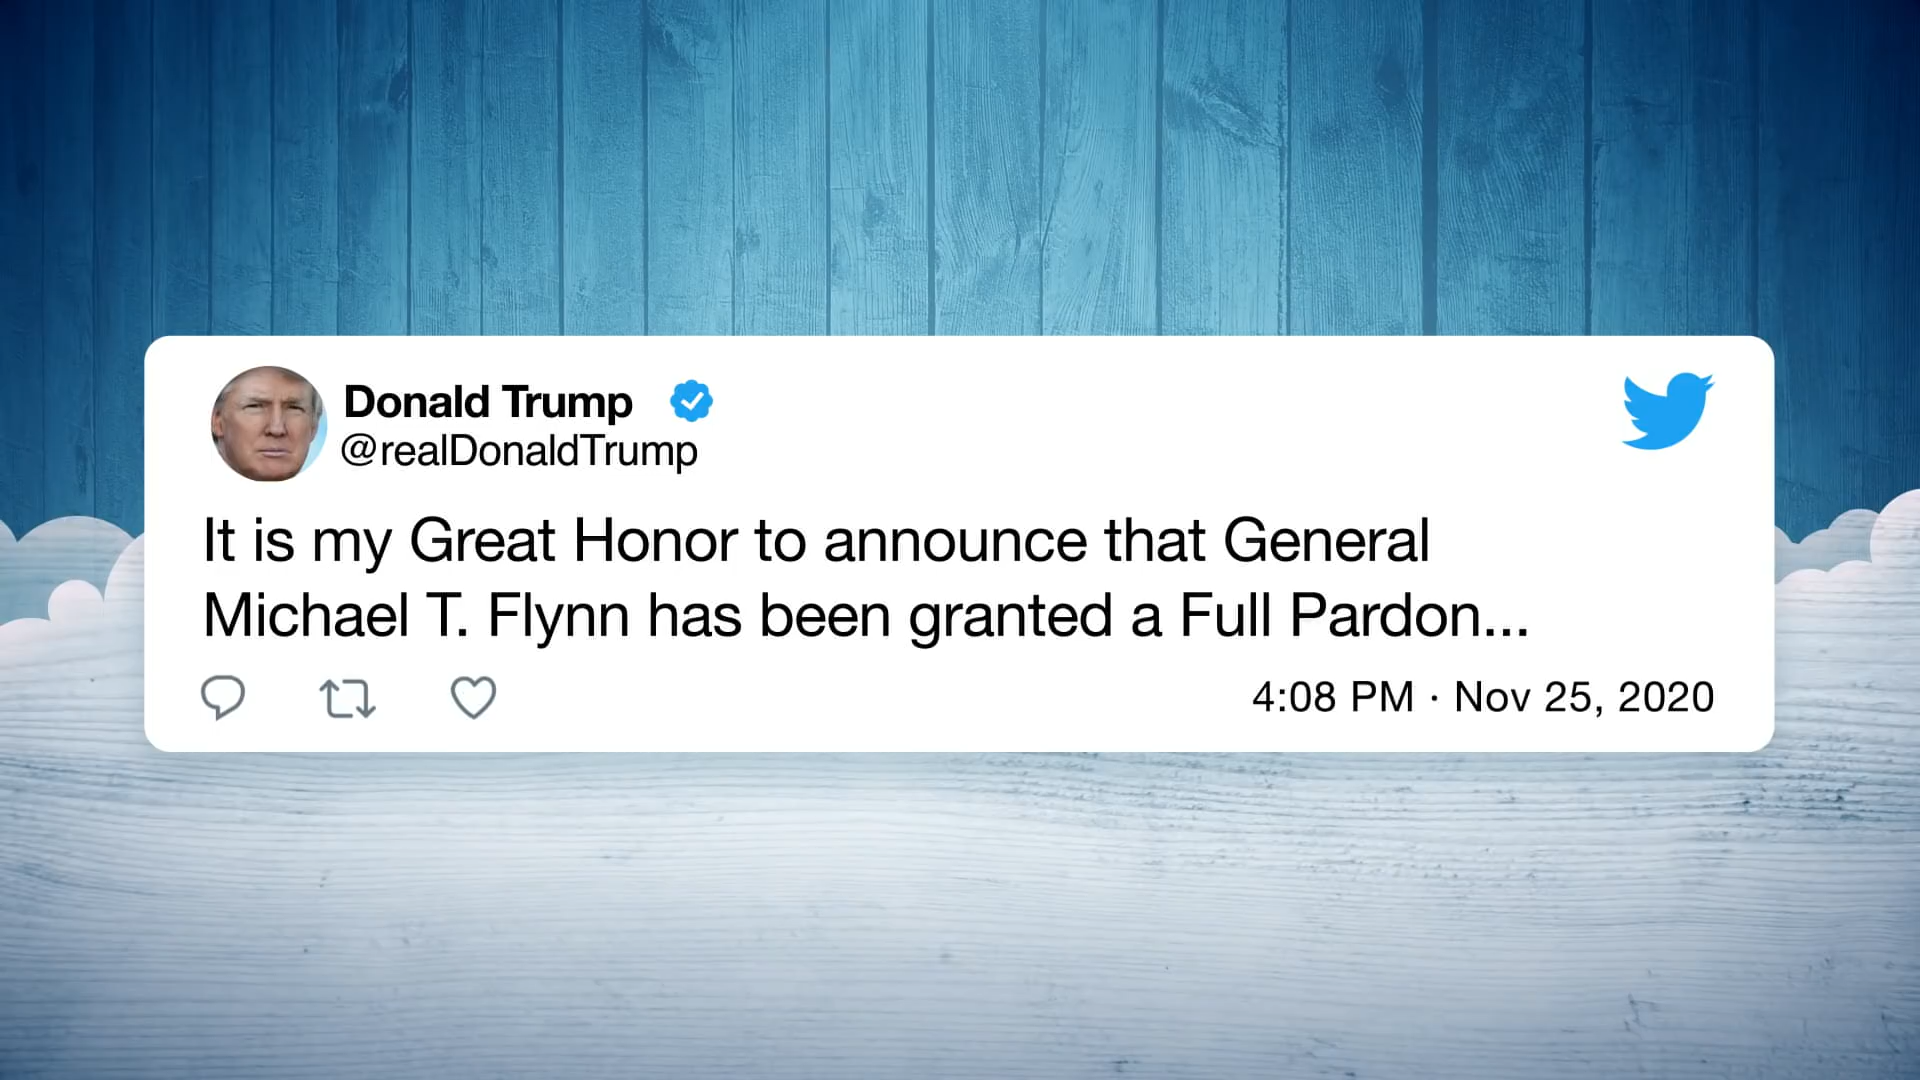 Donald Trump
@realDonaldTrump
It is my Great Honor to announce that General
Michael T. Flynn has been granted a Full Pardon...
4:08 PM · Nov 25, 2020